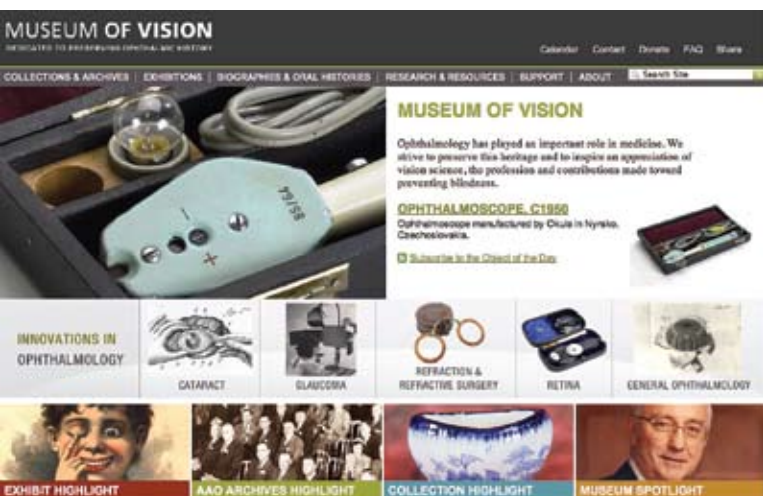 MUSEUM OF VISION
DEDICATED TO PRESERVING OPHTHALMIC HISTORY
Calendar Contact Donate FAQ Share
COLLECTIONS & ARCHIVES | EXHIBITIONS | BIOGRAPHIES & ORAL HISTORIES | RESEARCH & RESOURCES | SUPPORT | ABOUT
Search Site
85/64
MUSEUM OF VISION
Ophthalmology has played an important role in medicine. We
strive to preserve this heritage and to inspire an appreciation of
vision science, the profession and contributions made toward
preventing blindness.
OPHTHALMOSCOPE, C1950
Ophthalmoscope manufactured by Okula in Nyrsko,
Czechoslovakia.
Subscribe to the Object of the Day
INNOVATIONS IN
OPHTHALMOLOGY
CATARACT
GLAUCOMA
REFRACTION &
REFRACTIVE SURGERY
RETINA
GENERAL OPHTHALMOLOGY
EXHIBIT HIGHLIGHT
AAO ARCHIVES HIGHLIGHT
COLLECTION HIGHLIGHT
MUSEUM SPOTLIGHT